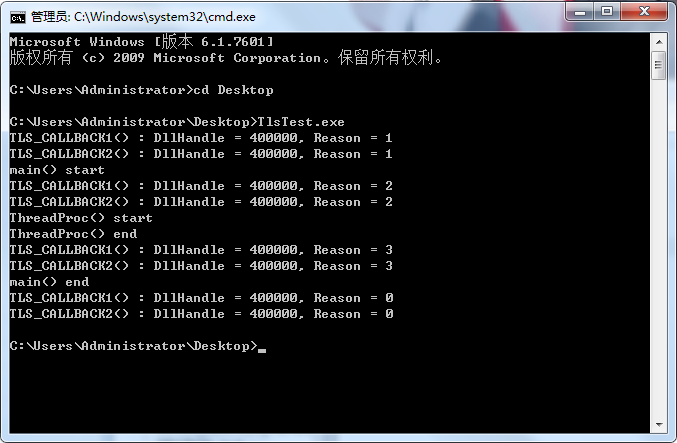 管理员: C:\Windows\system32\cmd.exe
Microsoft Windows [版本 6.1.7601]
版权所有 (c) 2009 Microsoft Corporation。保留所有权利。
C:\Users\Administrator>cd Desktop
C:\Users\Administrator\Desktop>TlsTest.exe
TLS_CALLBACK1() : DllHandle = 400000, Reason = 1
TLS_CALLBACK2() : DllHandle = 400000, Reason = 1
main() start
TLS_CALLBACK1() : DllHandle = 400000, Reason = 2
TLS_CALLBACK2() : DllHandle = 400000, Reason = 2
ThreadProc() start
ThreadProc() end
TLS_CALLBACK1() : DllHandle = 400000, Reason = 3
TLS_CALLBACK2() : DllHandle = 400000, Reason = 3
main() end
TLS_CALLBACK1() : DllHandle = 400000, Reason = 0
TLS_CALLBACK2() : DllHandle = 400000, Reason = 0
C:\Users\Administrator\Desktop>_